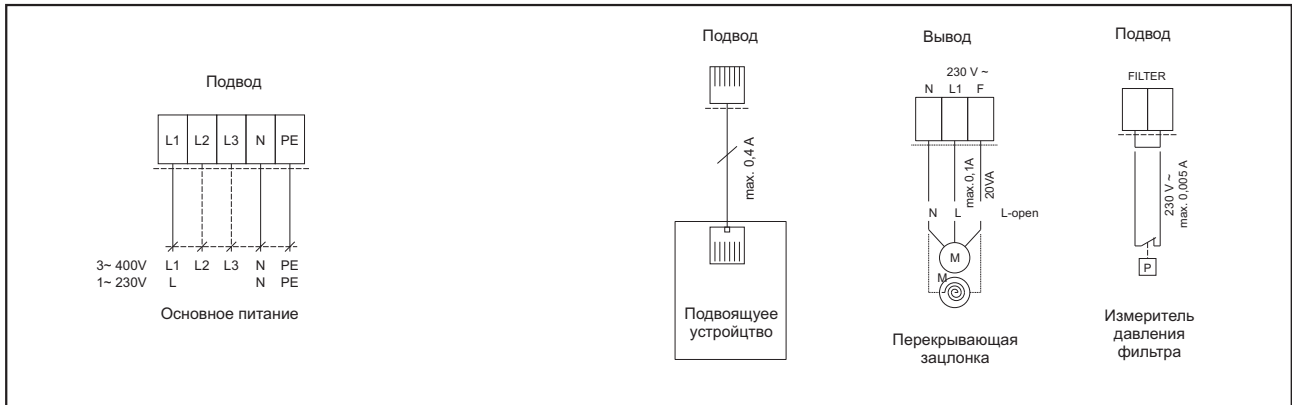 Подвод
L1 L2 L3 N PE
3~ 400V L1 L2 L3 N PE
1~ 230V L N PE
Основное питание
Подвод
max. 0,4 A
Подвоящуее
устройцтво
Вывод
230 V ~
N L1 F
max.0,1A
20VA
N L L-open
M
M
Перекрывающая
зацлонка
Подвод
FILTER
230 V ~
max. 0,005 A
P
Измеритель
давления
фильтра